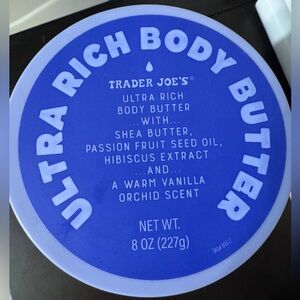 ULTRA RICH BODY BUTTER
TRADER JOE'S®
ULTRA RICH
BODY BUTTER
...WITH...
SHEA BUTTER,
PASSION FRUIT SEED OIL,
HIBISCUS EXTRACT
...AND...
A WARM VANILLA
ORCHID SCENT
NET WT.
8 OZ (227g)